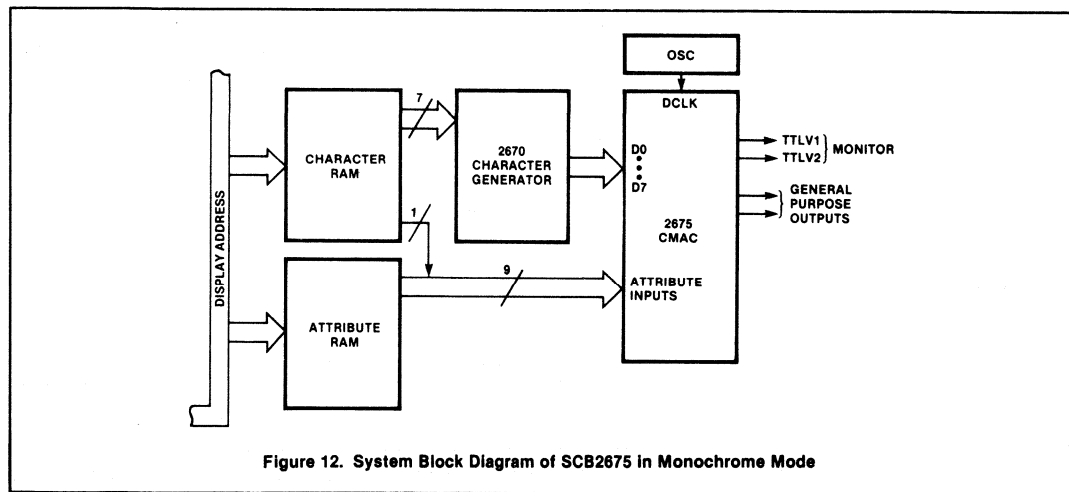 OSC
DCLK
7
CHARACTER
RAM
2670
CHARACTER
GENERATOR
D0
D7
2675
CMAC
TTLV1
TTLV2
MONITOR
GENERAL
PURPOSE
OUTPUTS
1
9
ATTRIBUTE
INPUTS
ATTRIBUTE
RAM
DISPLAY ADDRESS
Figure 12. System Block Diagram of SCB2675 in Monochrome Mode